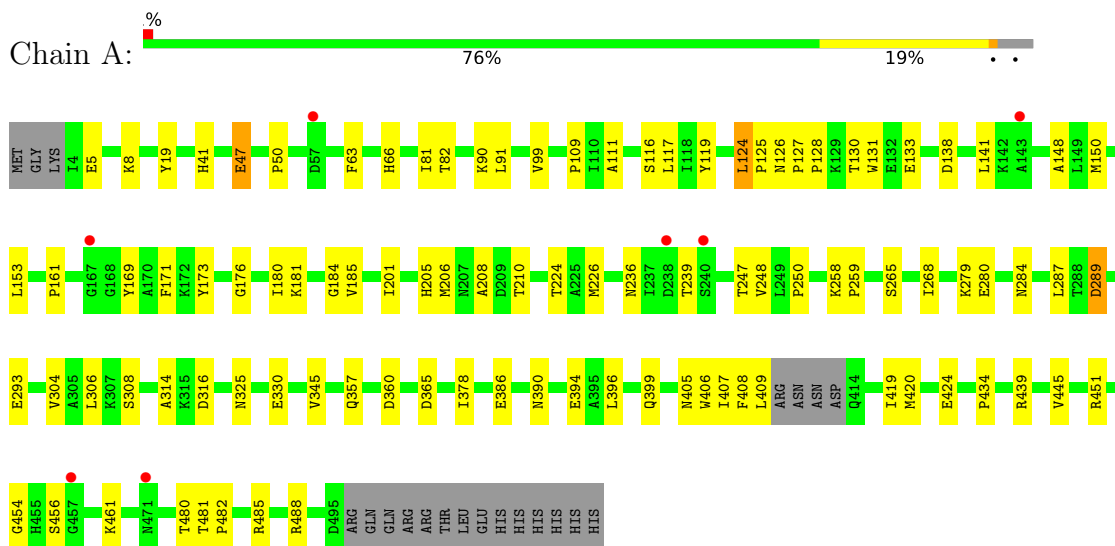 %
Chain A:
76% 19% • •
MET GLY LYS I4 E5 K8 Y19 H41 E47 P50 D57 F63 H66 I81 T82 K90 L91 V99 P109 I110 A111 S116 L117 I118 Y119 L124 P125 N126 P127 P128 K129 T130 W131 E132 E133 D138 L141 K142 A143 A148 L149 M150
L153 P161 G167 G168 Y169 A170 F171 K172 Y173 G176 I180 K181 G184 V185 I201 H205 M206 N207 A208 D209 T210 T224 A225 M226 N236 I237 D238 T239 S240 T247 V248 L249 P250 K258 P259 S265 I268 K279 E280 N284 L287 T288 D289
E293 V304 A305 L306 K307 S308 A314 K315 D316 N325 E330 V345 Q357 D360 D365 I378 E386 N390 E394 A395 L396 Q399 N405 W406 I407 F408 L409 ARG ASN ASN ASP Q414 I419 M420 E424 P434 R439 V445 R451
G454 H455 S456 G457 K461 N471 T480 T481 P482 R485 R488 D495 ARG GLN GLN ARG ARG THR LEU GLU HIS HIS HIS HIS HIS HIS